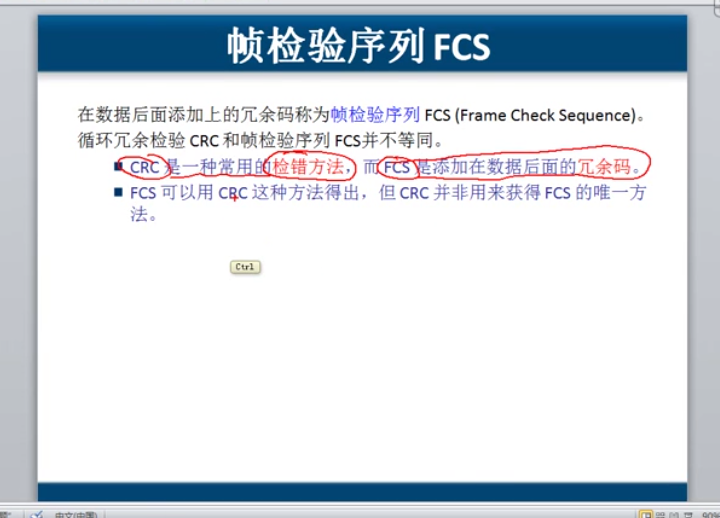 帧检验序列 FCS
在数据后面添加上的冗余码称为帧检验序列 FCS (Frame Check Sequence)。
循环冗余检验 CRC 和帧检验序列 FCS并不等同。
CRC 是一种常用的检错方法，而 FCS 是添加在数据后面的冗余码。
FCS 可以用 CRC 这种方法得出，但 CRC 并非用来获得 FCS 的唯一方
法。
Ctrl